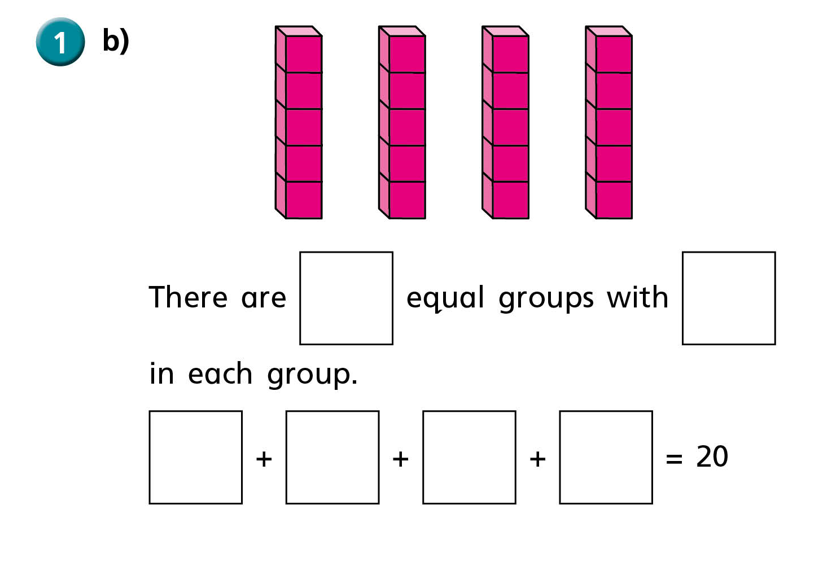 1 b)
There are equal groups with
in each group.
+ + + = 20